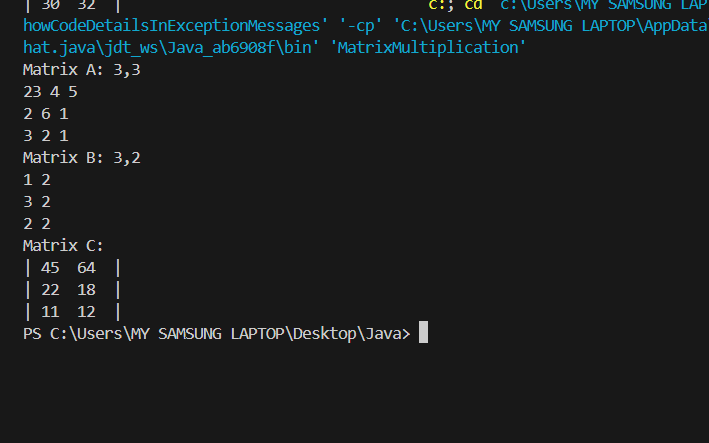 | 30  32  |                                  c:; cd 'c:\Users\MY SAMSUNG LAP
howCodeDetailsInExceptionMessages' '-cp' 'C:\Users\MY SAMSUNG LAPTOP\AppData
hat.java\jdt_ws\Java_ab6908f\bin' 'MatrixMultiplication'
Matrix A: 3,3
23 4 5
2 6 1
3 2 1
Matrix B: 3,2
1 2
3 2
2 2
Matrix C:
| 45  64  |
| 22  18  |
| 11  12  |
PS C:\Users\MY SAMSUNG LAPTOP\Desktop\Java>